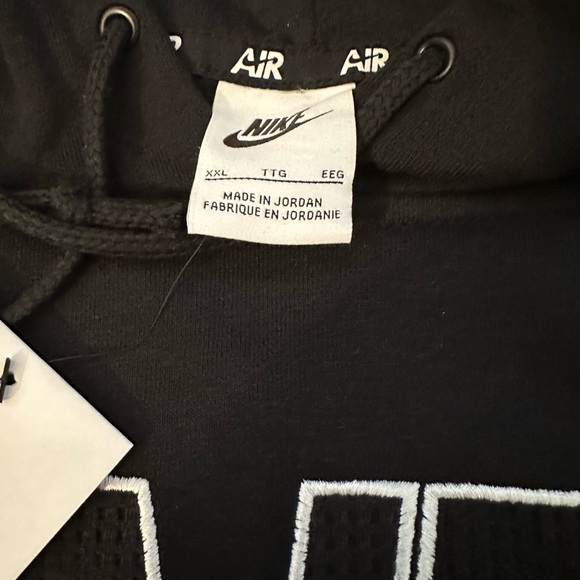 AIR AIR
NIKE
XXL TTG EEG
MADE IN JORDAN
FABRIQUE EN JORDANIE